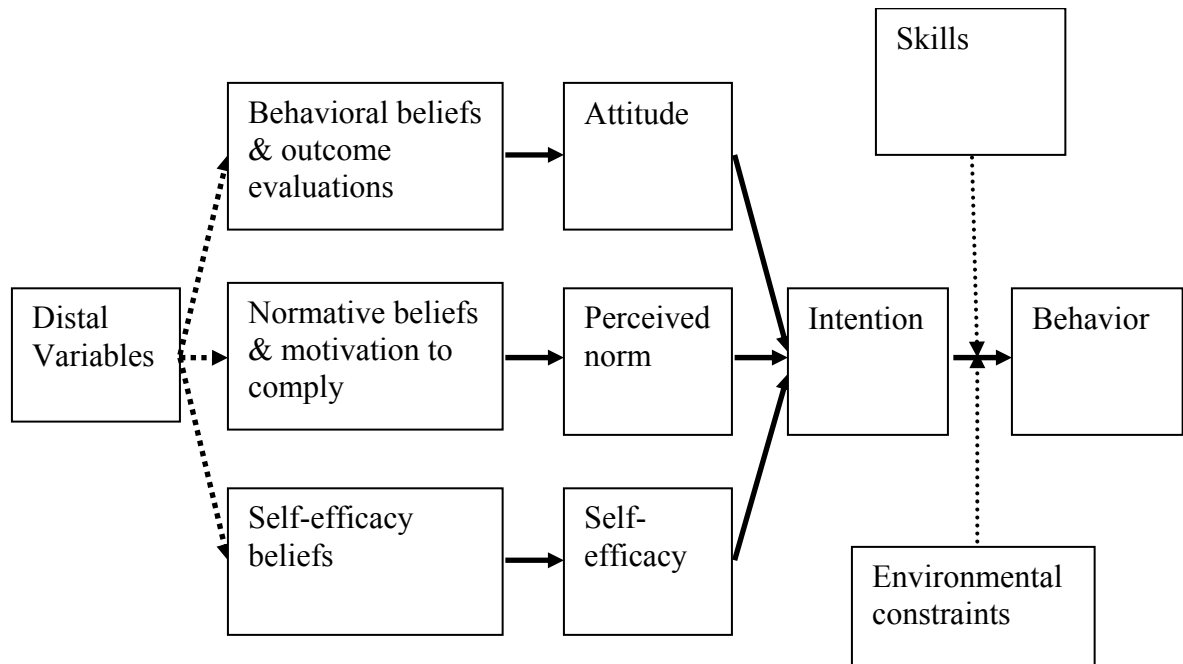 Skills
Behavioral beliefs
& outcome
evaluations
Attitude
Distal
Variables
Normative beliefs
& motivation to
comply
Perceived
norm
Intention
Behavior
Self-efficacy
beliefs
Self-
efficacy
Environmental
constraints